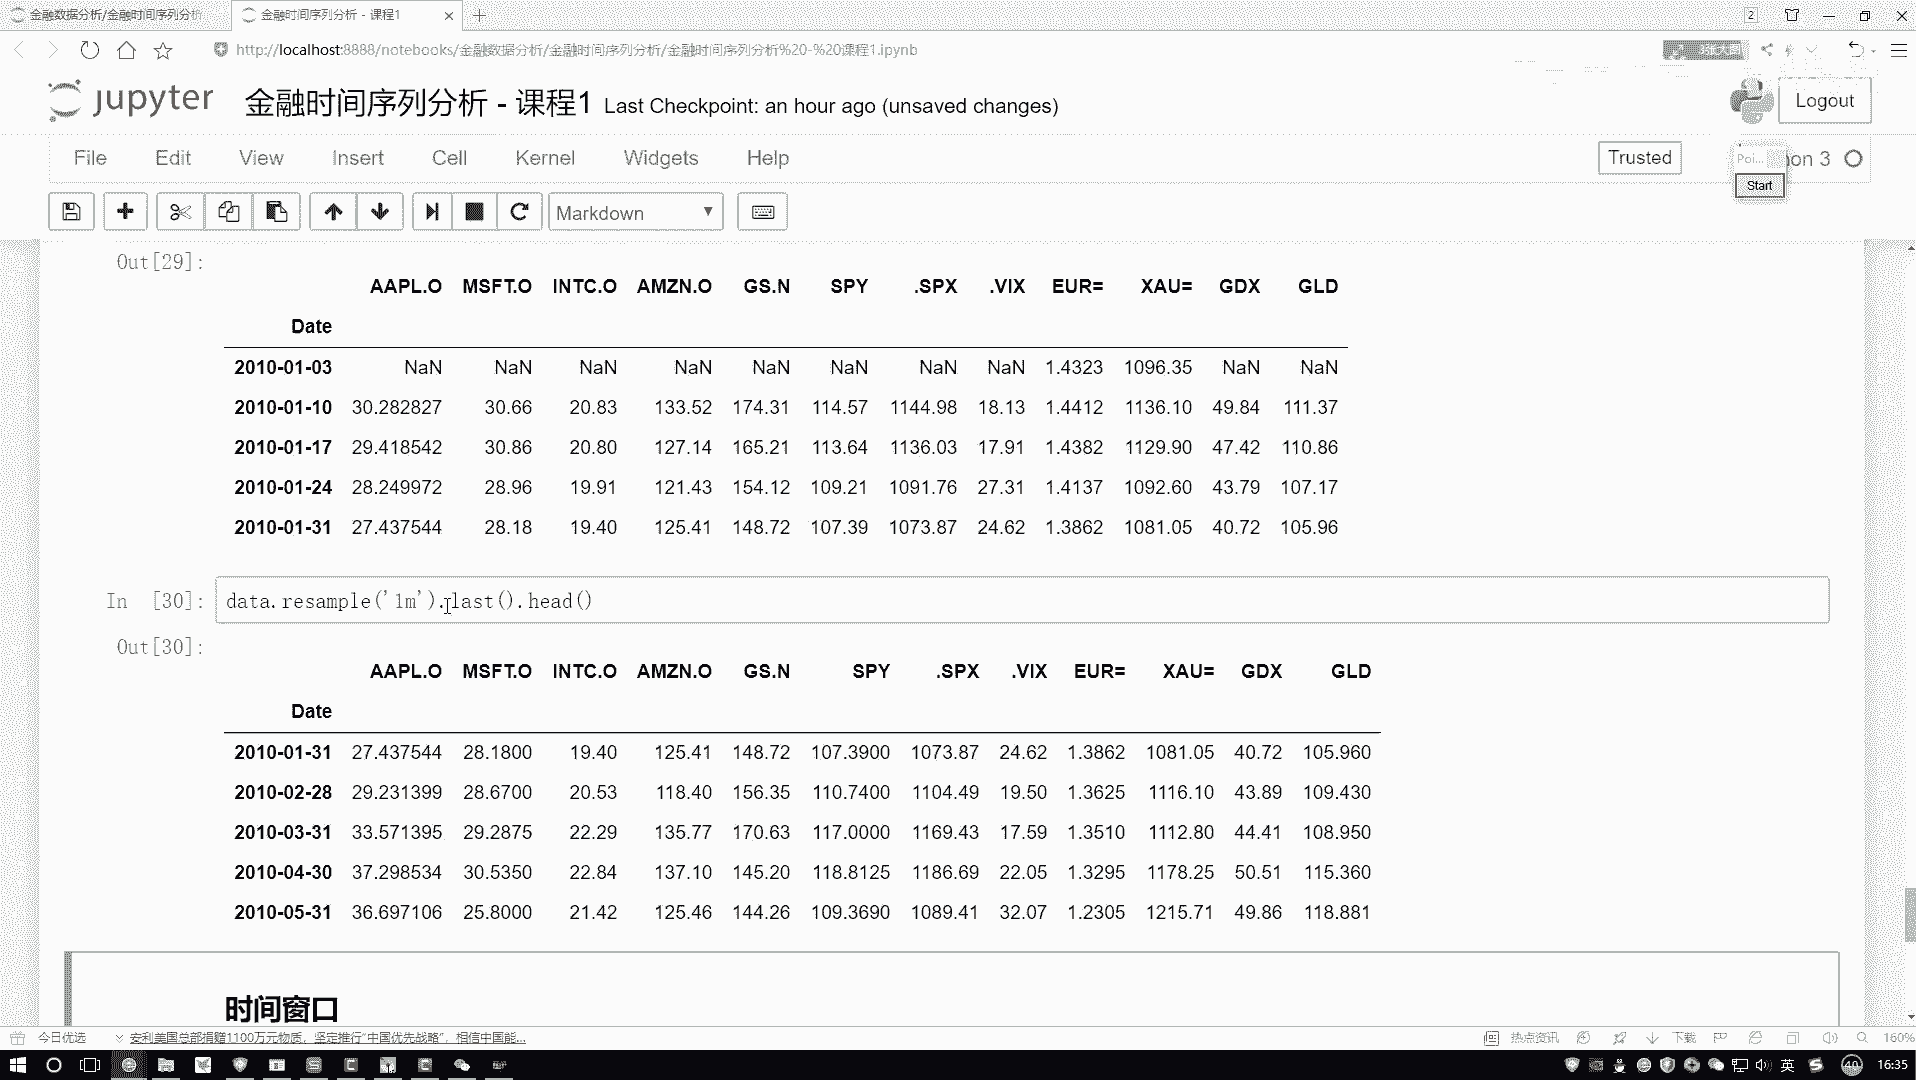 金融数据分析/金融时间序列分析
金融时间序列分析 - 课程1
2
http://localhost:8888/notebooks/金融数据分析/金融时间序列分析/金融时间序列分析%20-%20课程1.ipynb
jupyter 金融时间序列分析 - 课程1 Last Checkpoint: an hour ago (unsaved changes)
Logout
File Edit View Insert Cell Kernel Widgets Help
Trusted
on 3
Poi...
Start
Markdown
Out[29]:
AAPL.O MSFT.O INTC.O AMZN.O GS.N SPY .SPX .VIX EUR= XAU= GDX GLD
Date
2010-01-03 NaN NaN NaN NaN NaN NaN NaN NaN 1.4323 1096.35 NaN NaN
2010-01-10 30.282827 30.66 20.83 133.52 174.31 114.57 1144.98 18.13 1.4412 1136.10 49.84 111.37
2010-01-17 29.418542 30.86 20.80 127.14 165.21 113.64 1136.03 17.91 1.4382 1129.90 47.42 110.86
2010-01-24 28.249972 28.96 19.91 121.43 154.12 109.21 1091.76 27.31 1.4137 1092.60 43.79 107.17
2010-01-31 27.437544 28.18 19.40 125.41 148.72 107.39 1073.87 24.62 1.3862 1081.05 40.72 105.96
In [30]: data.resample('1m').last().head()
Out[30]:
AAPL.O MSFT.O INTC.O AMZN.O GS.N SPY .SPX .VIX EUR= XAU= GDX GLD
Date
2010-01-31 27.437544 28.1800 19.40 125.41 148.72 107.3900 1073.87 24.62 1.3862 1081.05 40.72 105.960
2010-02-28 29.231399 28.6700 20.53 118.40 156.35 110.7400 1104.49 19.50 1.3625 1116.10 43.89 109.430
2010-03-31 33.571395 29.2875 22.29 135.77 170.63 117.0000 1169.43 17.59 1.3510 1112.80 44.41 108.950
2010-04-30 37.298534 30.5350 22.84 137.10 145.20 118.8125 1186.69 22.05 1.3295 1178.25 50.51 115.360
2010-05-31 36.697106 25.8000 21.42 125.46 144.26 109.3690 1089.41 32.07 1.2305 1215.71 49.86 118.881
时间窗口
今日优选
安利美国总部捐赠1100万元物质，坚定推行“中国优先战略”，相信中国能...
热点资讯
下载
160%
英
40
16:35